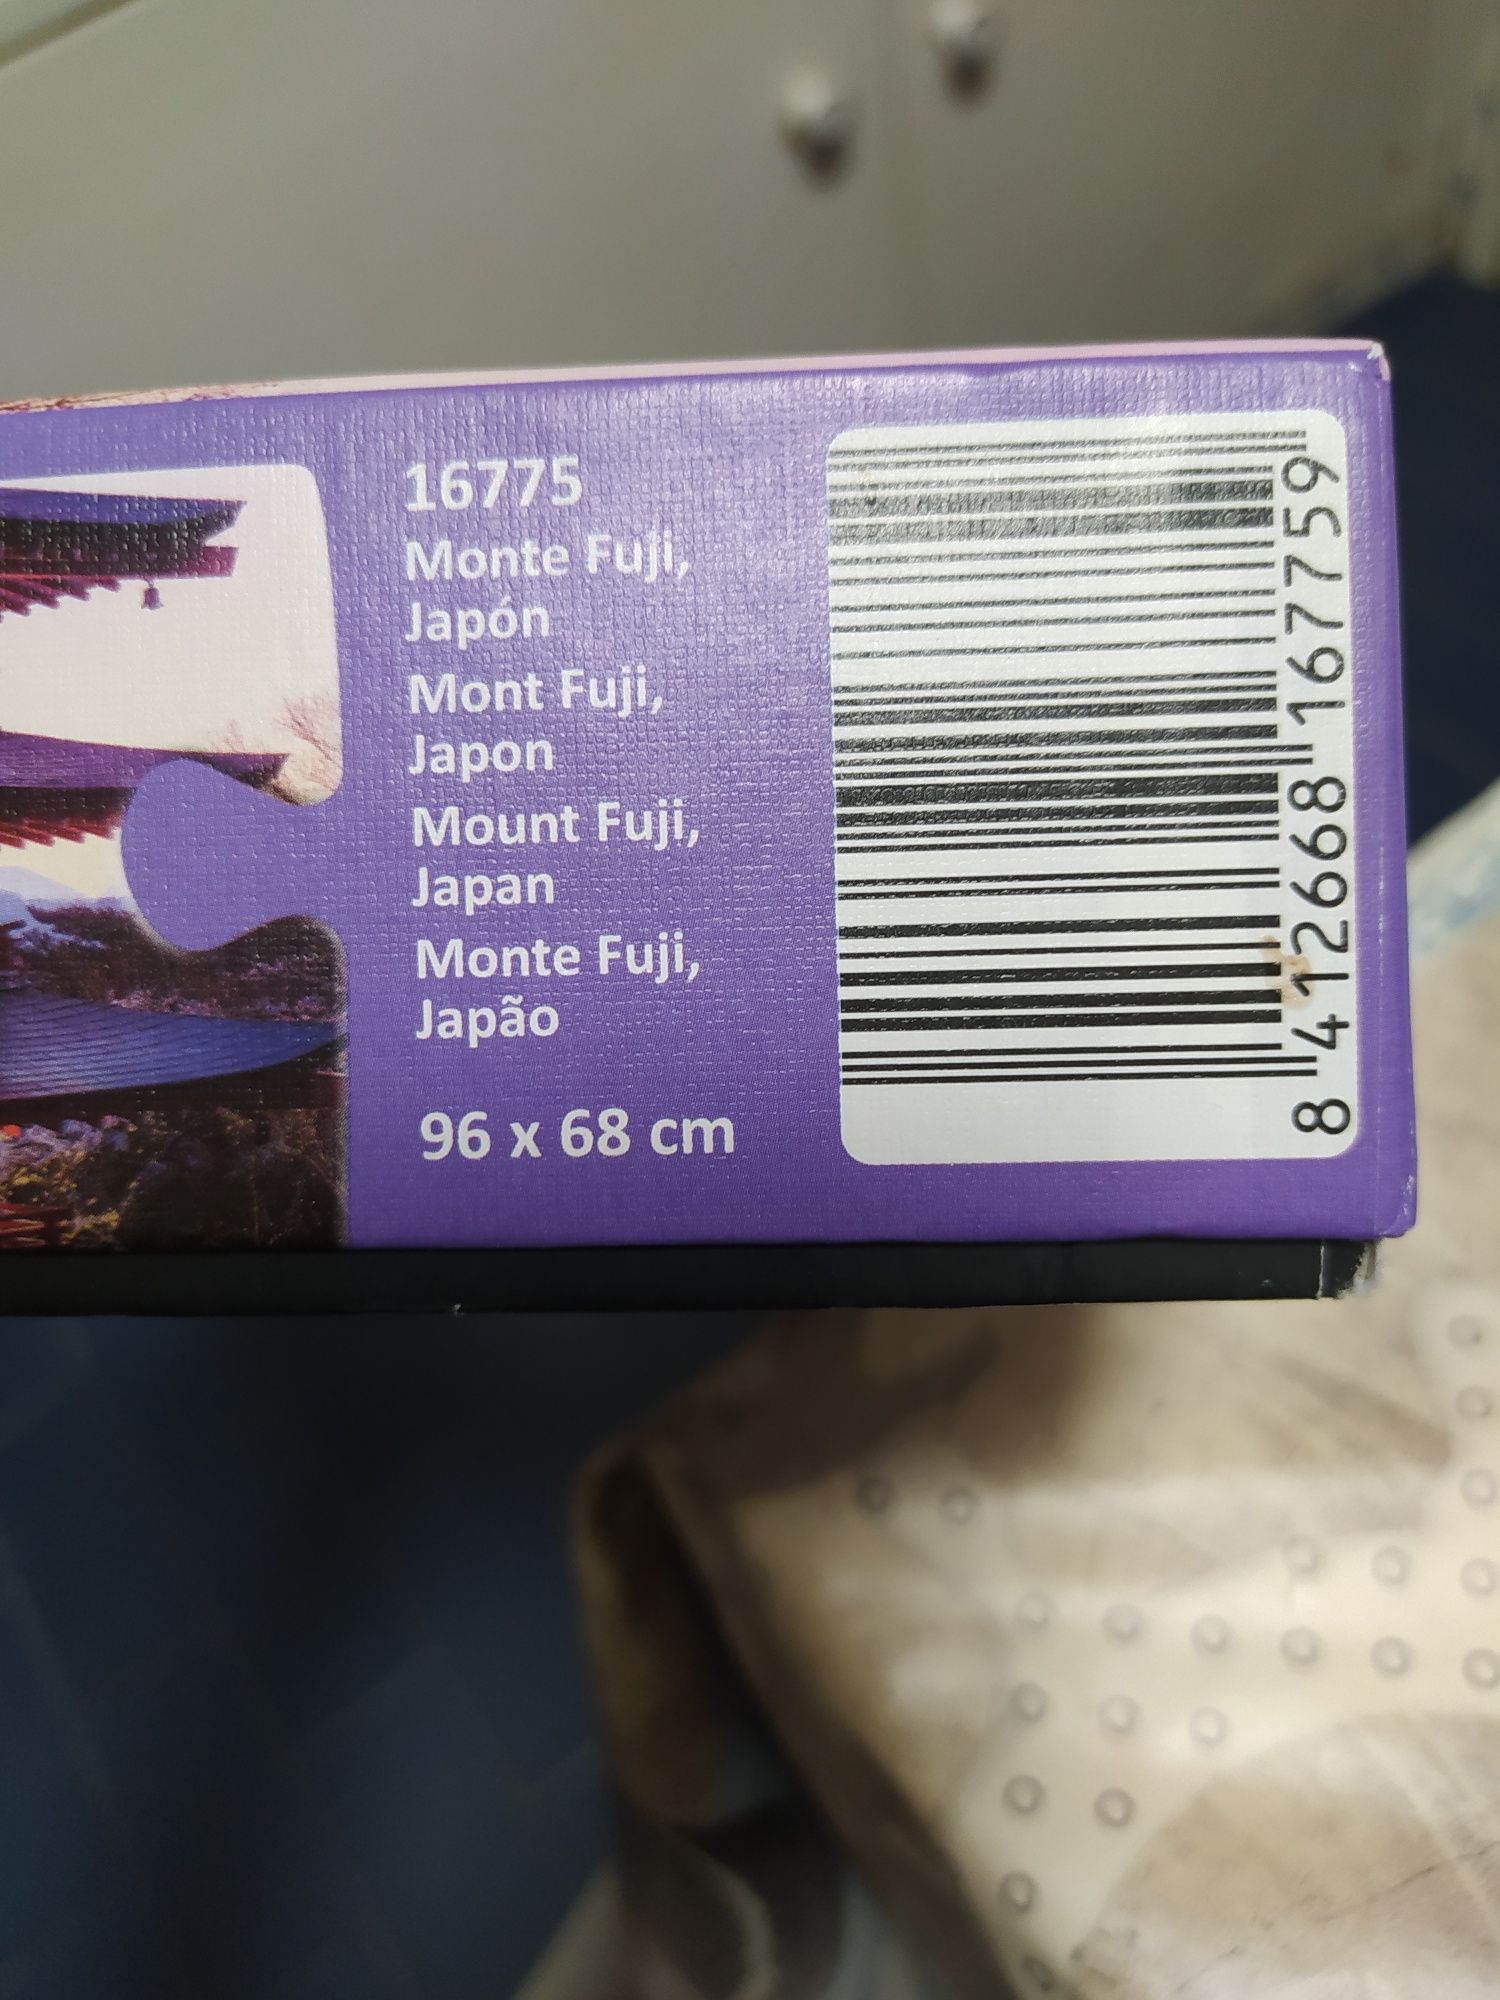 16775
Monte Fuji,
Japón
Mont Fuji,
Japon
Mount Fuji,
Japan
Monte Fuji,
Japão
96 x 68 cm
8 412668 167759